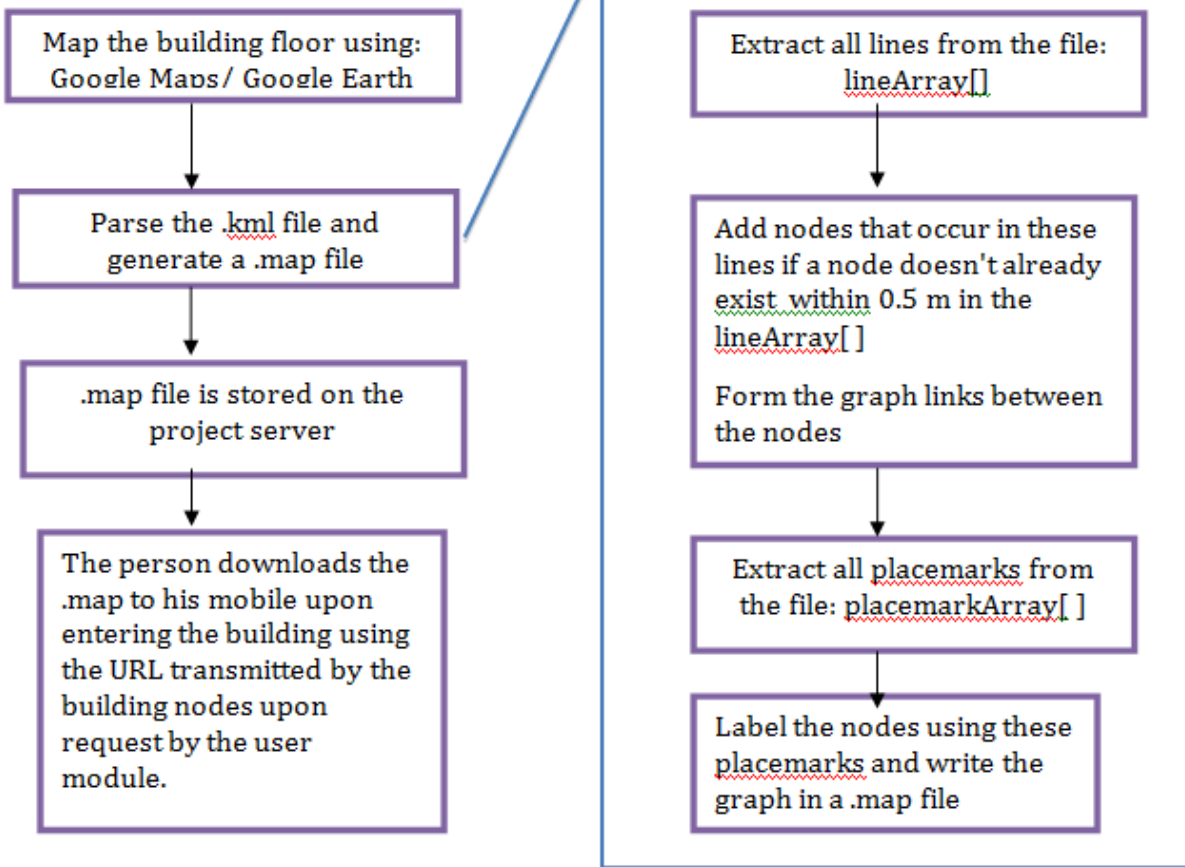 Map the building floor using:
Google Maps/ Google Earth
Parse the .kml file and
generate a .map file
.map file is stored on the
project server
The person downloads the
.map to his mobile upon
entering the building using
the URL transmitted by the
building nodes upon
request by the user
module.
Extract all lines from the file:
lineArray[]
Add nodes that occur in these
lines if a node doesn't already
exist within 0.5 m in the
lineArray[ ]
Form the graph links between
the nodes
Extract all placemarks from
the file: placemarkArray[ ]
Label the nodes using these
placemarks and write the
graph in a .map file